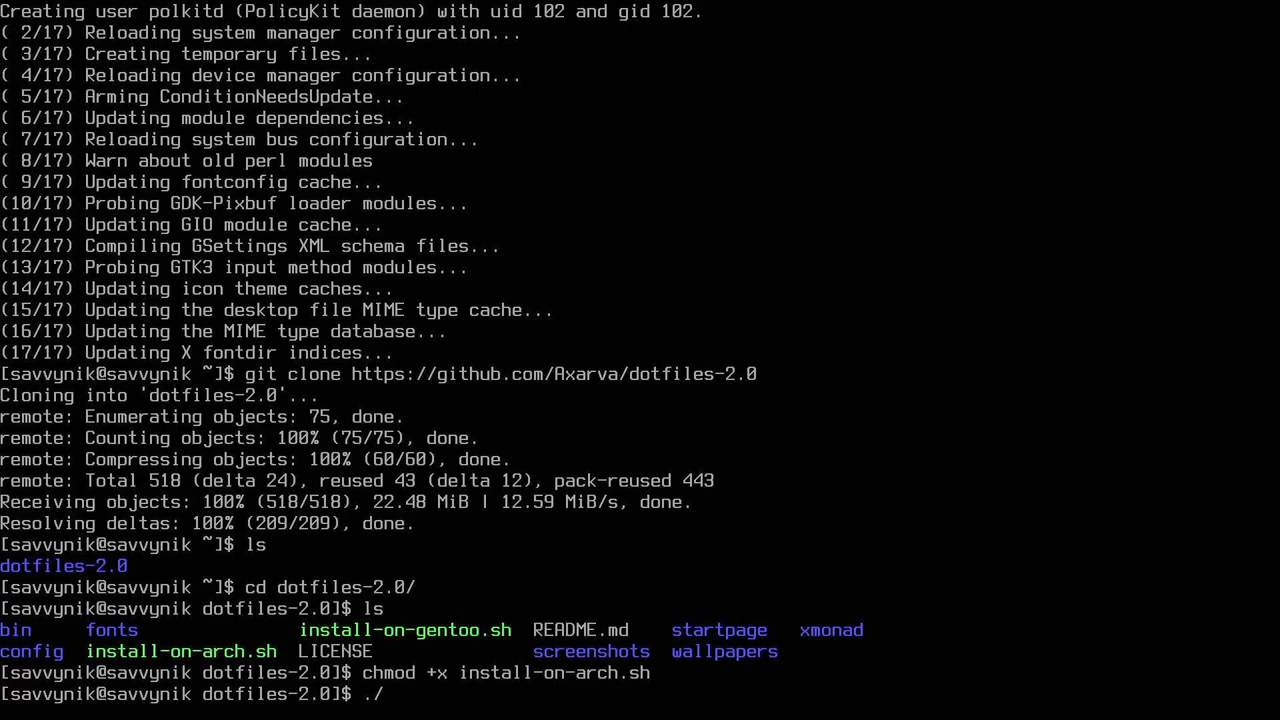 Creating user polkitd (PolicyKit daemon) with uid 102 and gid 102.
( 2/17) Reloading system manager configuration...
( 3/17) Creating temporary files...
( 4/17) Reloading device manager configuration...
( 5/17) Arming ConditionNeedsUpdate...
( 6/17) Updating module dependencies...
( 7/17) Reloading system bus configuration...
( 8/17) Warn about old perl modules
( 9/17) Updating fontconfig cache...
(10/17) Probing GDK-Pixbuf loader modules...
(11/17) Updating GIO module cache...
(12/17) Compiling GSettings XML schema files...
(13/17) Probing GTK3 input method modules...
(14/17) Updating icon theme caches...
(15/17) Updating the desktop file MIME type cache...
(16/17) Updating the MIME type database...
(17/17) Updating X fontdir indices...
[savvynik@savvynik ~]$ git clone https://github.com/Axarva/dotfiles-2.0
Cloning into 'dotfiles-2.0'...
remote: Enumerating objects: 75, done.
remote: Counting objects: 100% (75/75), done.
remote: Compressing objects: 100% (60/60), done.
remote: Total 518 (delta 24), reused 43 (delta 12), pack-reused 443
Receiving objects: 100% (518/518), 22.48 MiB | 12.59 MiB/s, done.
Resolving deltas: 100% (209/209), done.
[savvynik@savvynik ~]$ ls
dotfiles-2.0
[savvynik@savvynik ~]$ cd dotfiles-2.0/
[savvynik@savvynik dotfiles-2.0]$ ls
bin fonts install-on-gentoo.sh README.md startpage xmonad
config install-on-arch.sh LICENSE screenshots wallpapers
[savvynik@savvynik dotfiles-2.0]$ chmod +x install-on-arch.sh
[savvynik@savvynik dotfiles-2.0]$ ./